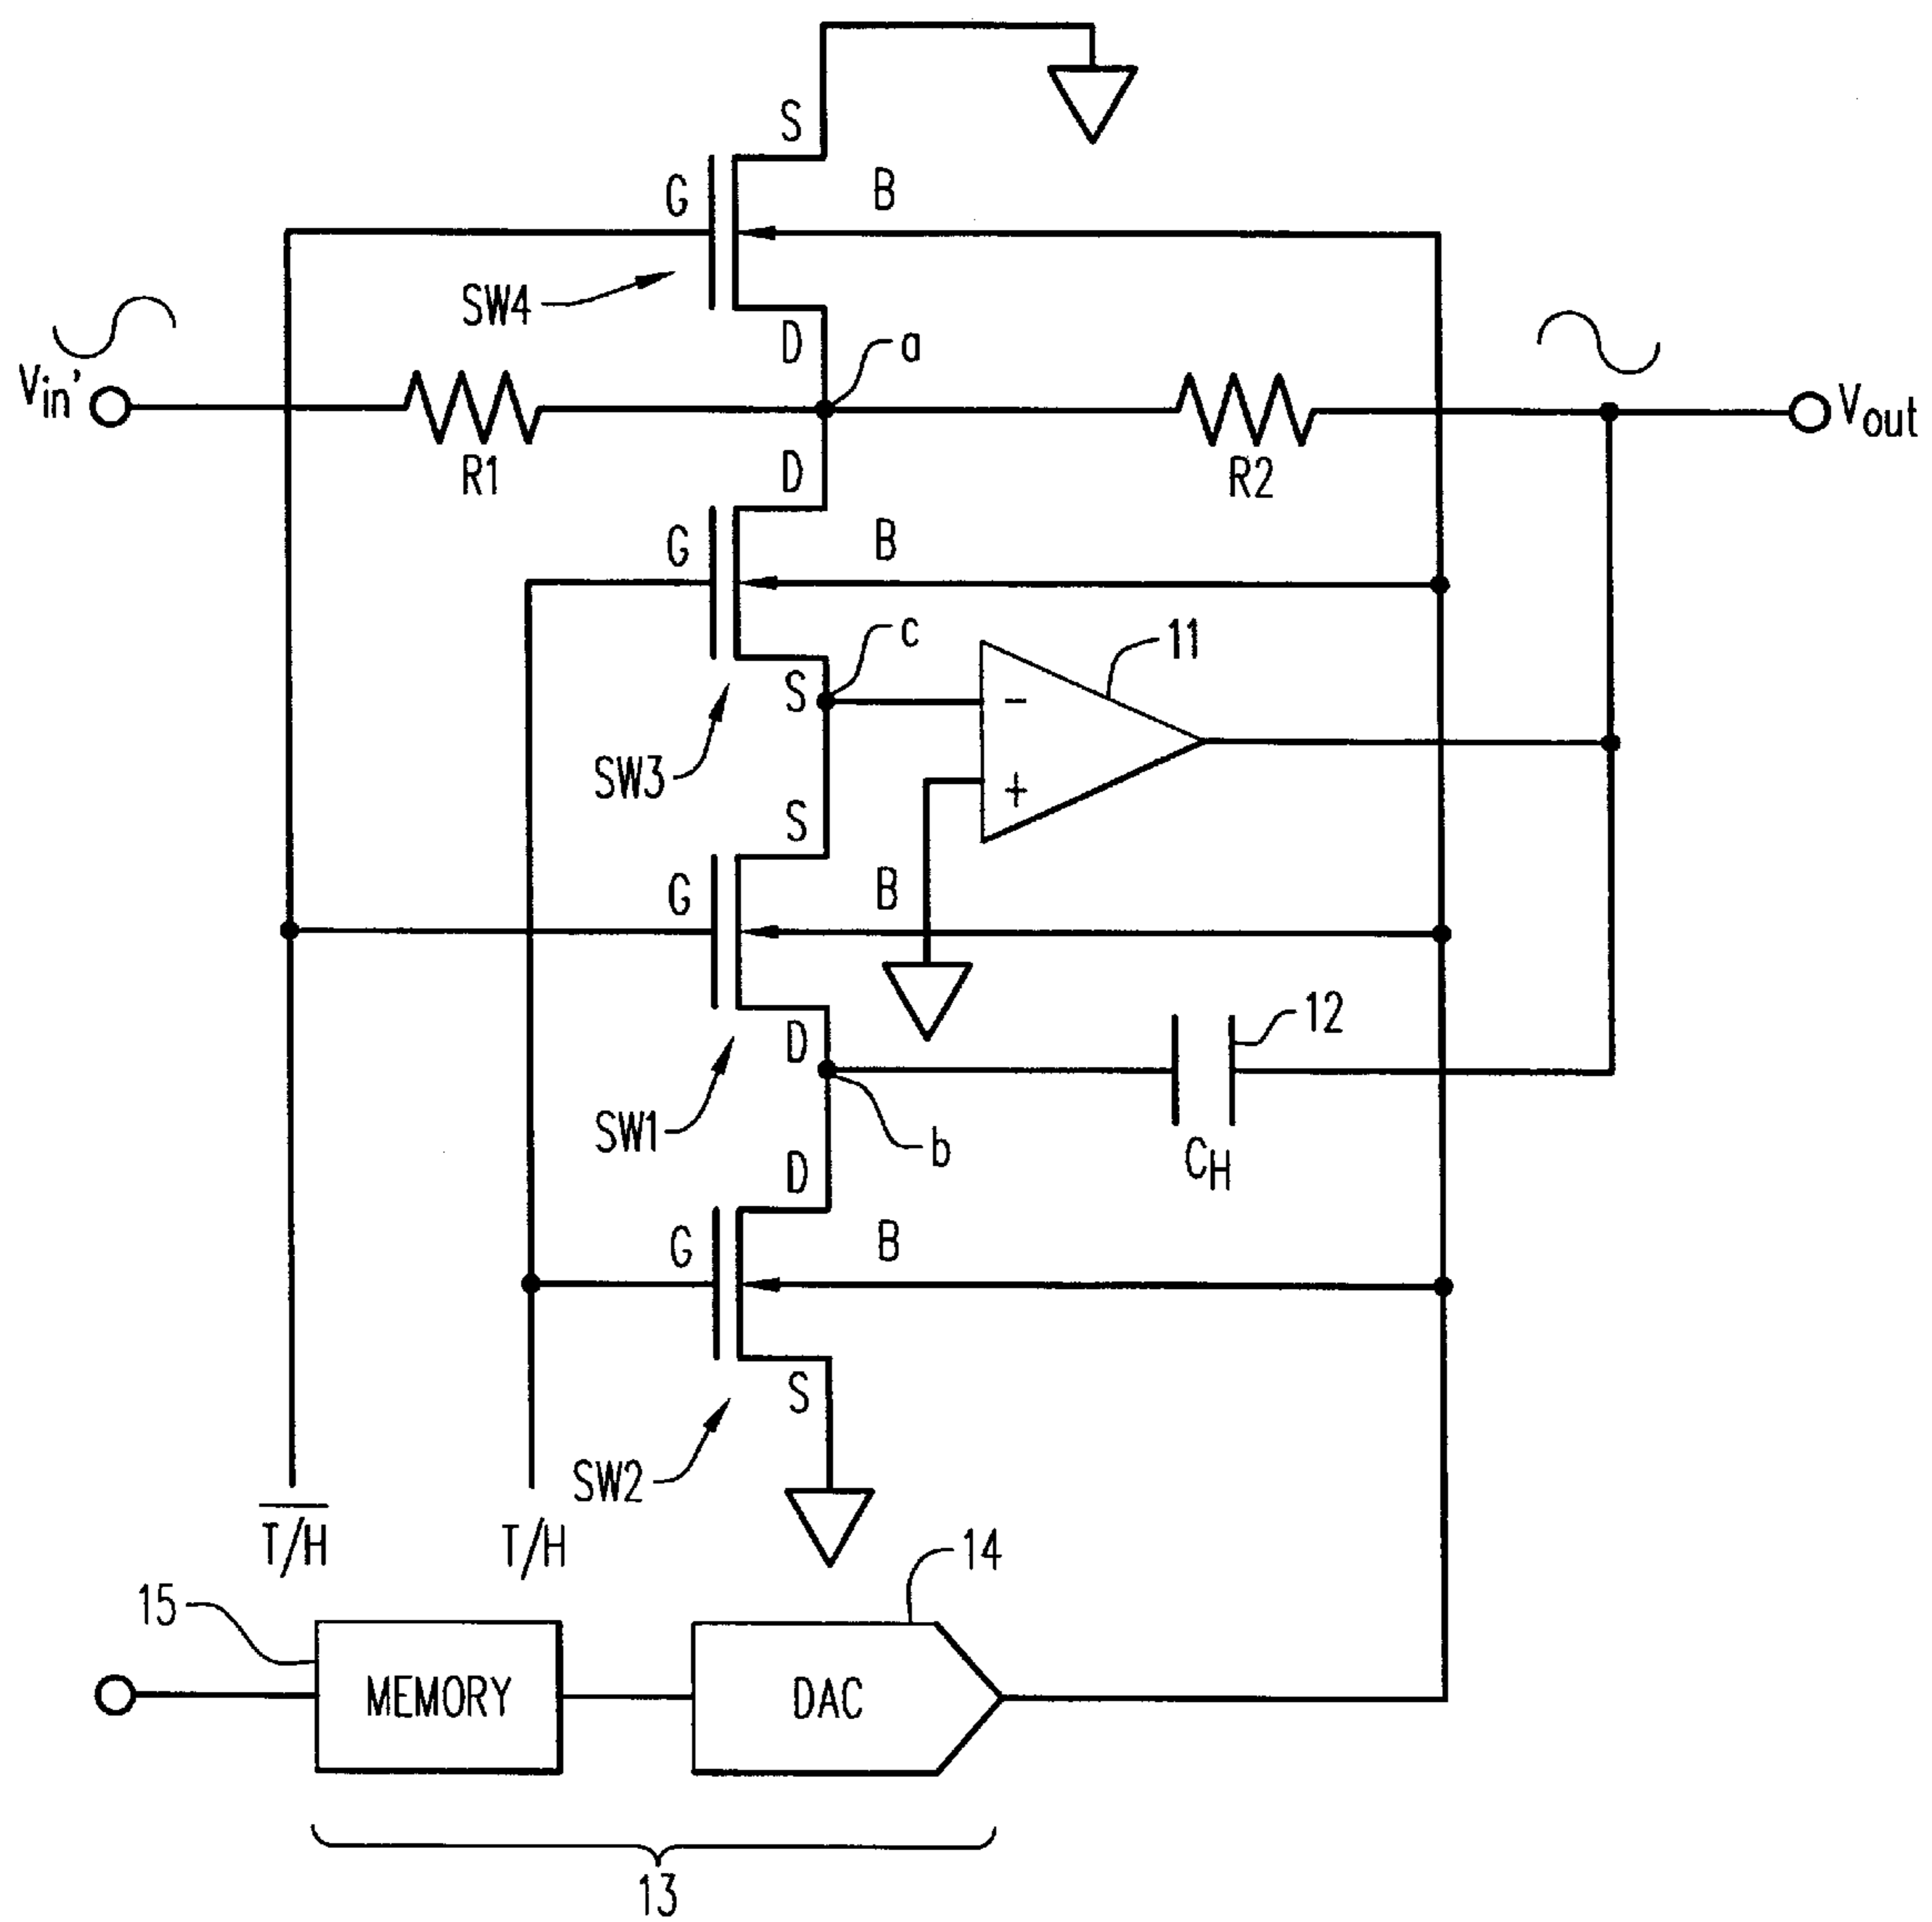 S
G
B
SW4
D
a
Vin'
Vout
R1
D
R2
G
B
c
11
S
−
SW3
+
S
G
B
12
D
SW1
b
CH
D
G
B
S
SW2
T/H
T/H
14
15
MEMORY
DAC
13